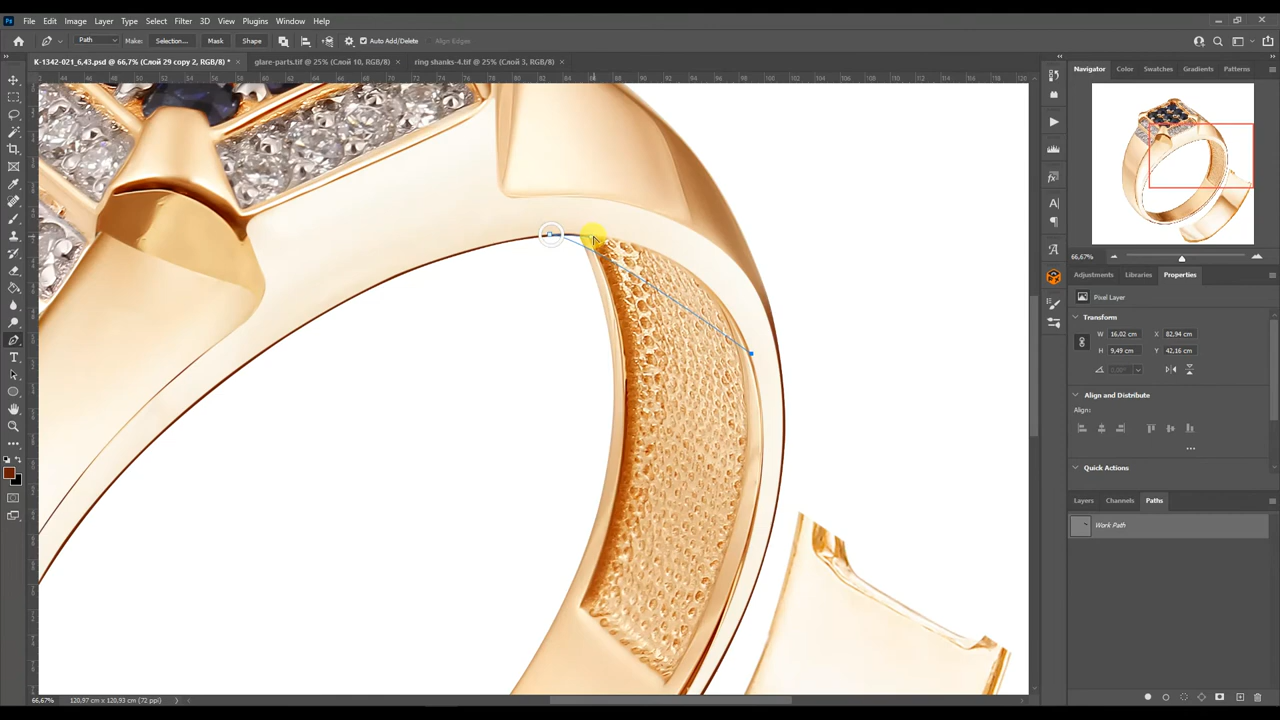 Ps File Edit Image Layer Type Select Filter 3D View Plugins Window Help
Path Make: Selection... Mask Shape Auto Add/Delete Align Edges
K-1342-021_6,43.psd @ 66,7% (Слой 29 copy 2, RGB/8) * × glare-parts.tif @ 25% (Слой 10, RGB/8) × ring shanks-4.tif @ 25% (Слой 3, RGB/8) ×
Navigator Color Swatches Gradients Patterns
66,67%
Adjustments Libraries Properties
Pixel Layer
Transform
W 16,02 cm X 82,94 cm
H 9,49 cm Y 42,16 cm
0,00°
Align and Distribute
Align:
Quick Actions
Layers Channels Paths
Work Path
66,67% 120,97 cm x 120,93 cm (72 ppi)